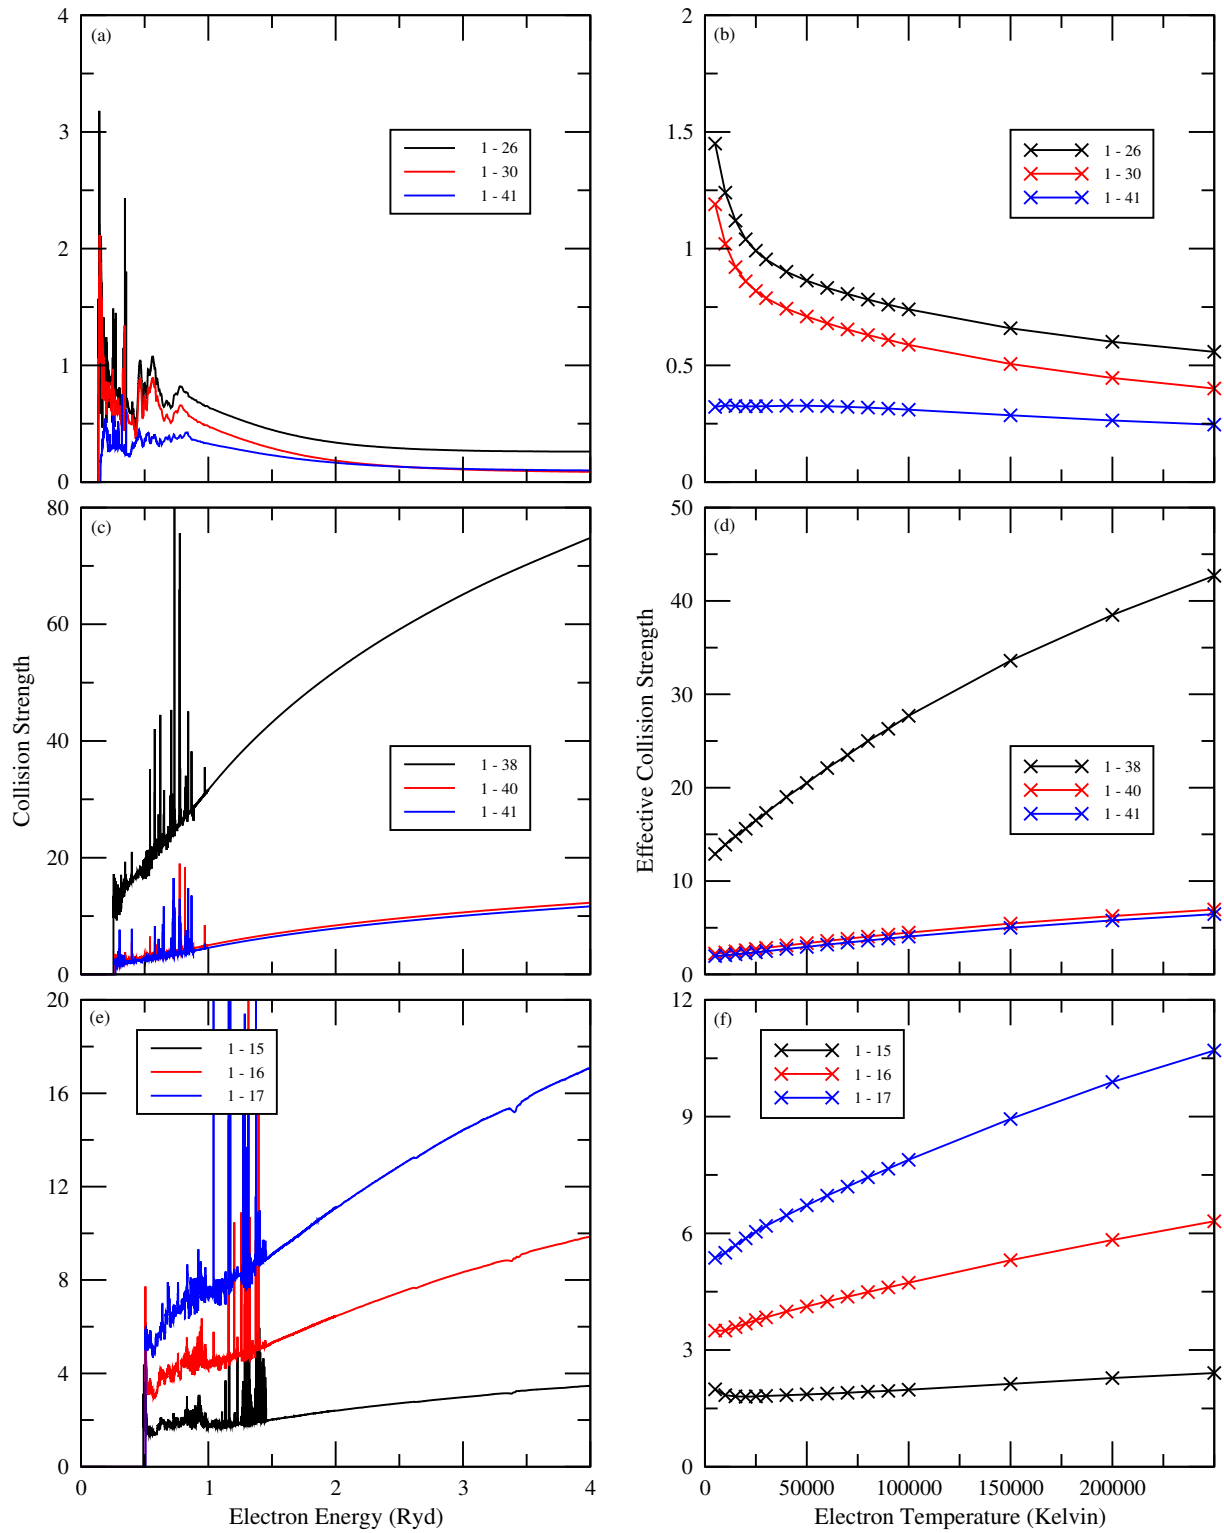 (a)
4
3
2
1
0
1 - 26
1 - 30
1 - 41
(b)
2
1.5
1
0.5
0
1 - 26
1 - 30
1 - 41
(c)
80
60
40
20
0
Collision Strength
1 - 38
1 - 40
1 - 41
(d)
50
40
30
20
10
0
Effective Collision Strength
1 - 38
1 - 40
1 - 41
(e)
20
16
12
8
4
0
1 - 15
1 - 16
1 - 17
0 1 2 3 4
Electron Energy (Ryd)
(f)
12
9
6
3
0
1 - 15
1 - 16
1 - 17
0 50000 100000 150000 200000
Electron Temperature (Kelvin)